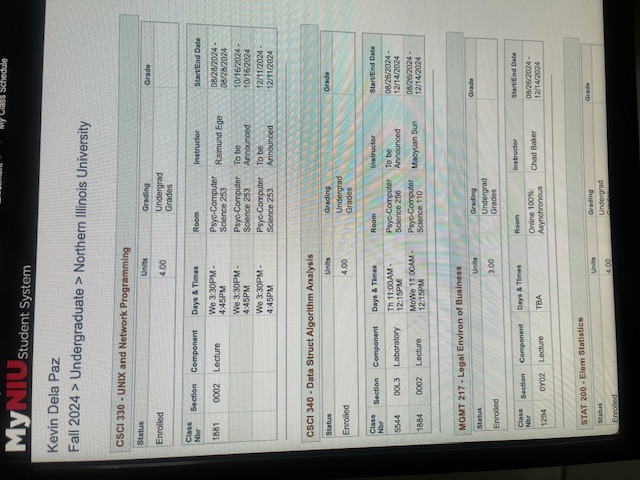 My Class Schedule
MyNIU Student System
Kevin Dela Paz
Fall 2024 > Undergraduate > Northern Illinois University
CSCI 330 - UNIX and Network Programming
Status Units Grading Grade
Enrolled 4.00 Undergrad Grades
Class Nbr Section Component Days & Times Room Instructor Start/End Date
1881 0002 Lecture We 3:30PM - 4:45PM Psyc-Computer Science 253 Raimund Ege 08/28/2024 - 08/28/2024
We 3:30PM - 4:45PM Psyc-Computer Science 253 To be Announced 10/16/2024 - 10/16/2024
We 3:30PM - 4:45PM Psyc-Computer Science 253 To be Announced 12/11/2024 - 12/11/2024
CSCI 340 - Data Struct Algorithm Analysis
Status Units Grading Grade
Enrolled 4.00 Undergrad Grades
Class Nbr Section Component Days & Times Room Instructor Start/End Date
5544 00L3 Laboratory Th 11:00AM - 12:15PM Psyc-Computer Science 256 To be Announced 08/26/2024 - 12/14/2024
1884 0002 Lecture MoWe 11:00AM - 12:15PM Psyc-Computer Science 110 Maoyuan Sun 08/26/2024 - 12/14/2024
MGMT 217 - Legal Environ of Business
Status Units Grading Grade
Enrolled 3.00 Undergrad Grades
Class Nbr Section Component Days & Times Room Instructor Start/End Date
1294 0Y02 Lecture TBA Online 100% Asynchronous Chad Baker 08/26/2024 - 12/14/2024
STAT 200 - Elem Statistics
Status Units Grading Grade
Enrolled 4.00 Undergrad